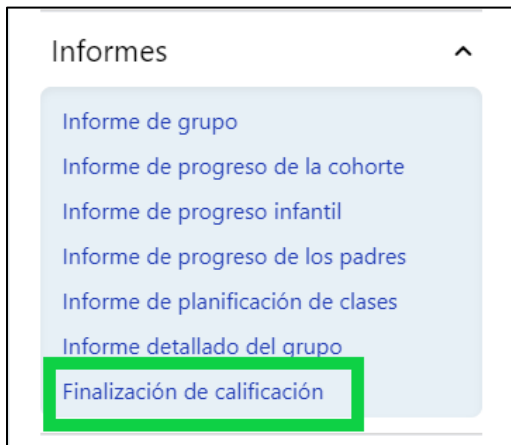 Informes
Informe de grupo
Informe de progreso de la cohorte
Informe de progreso infantil
Informe de progreso de los padres
Informe de planificación de clases
Informe detallado del grupo
Finalización de calificación